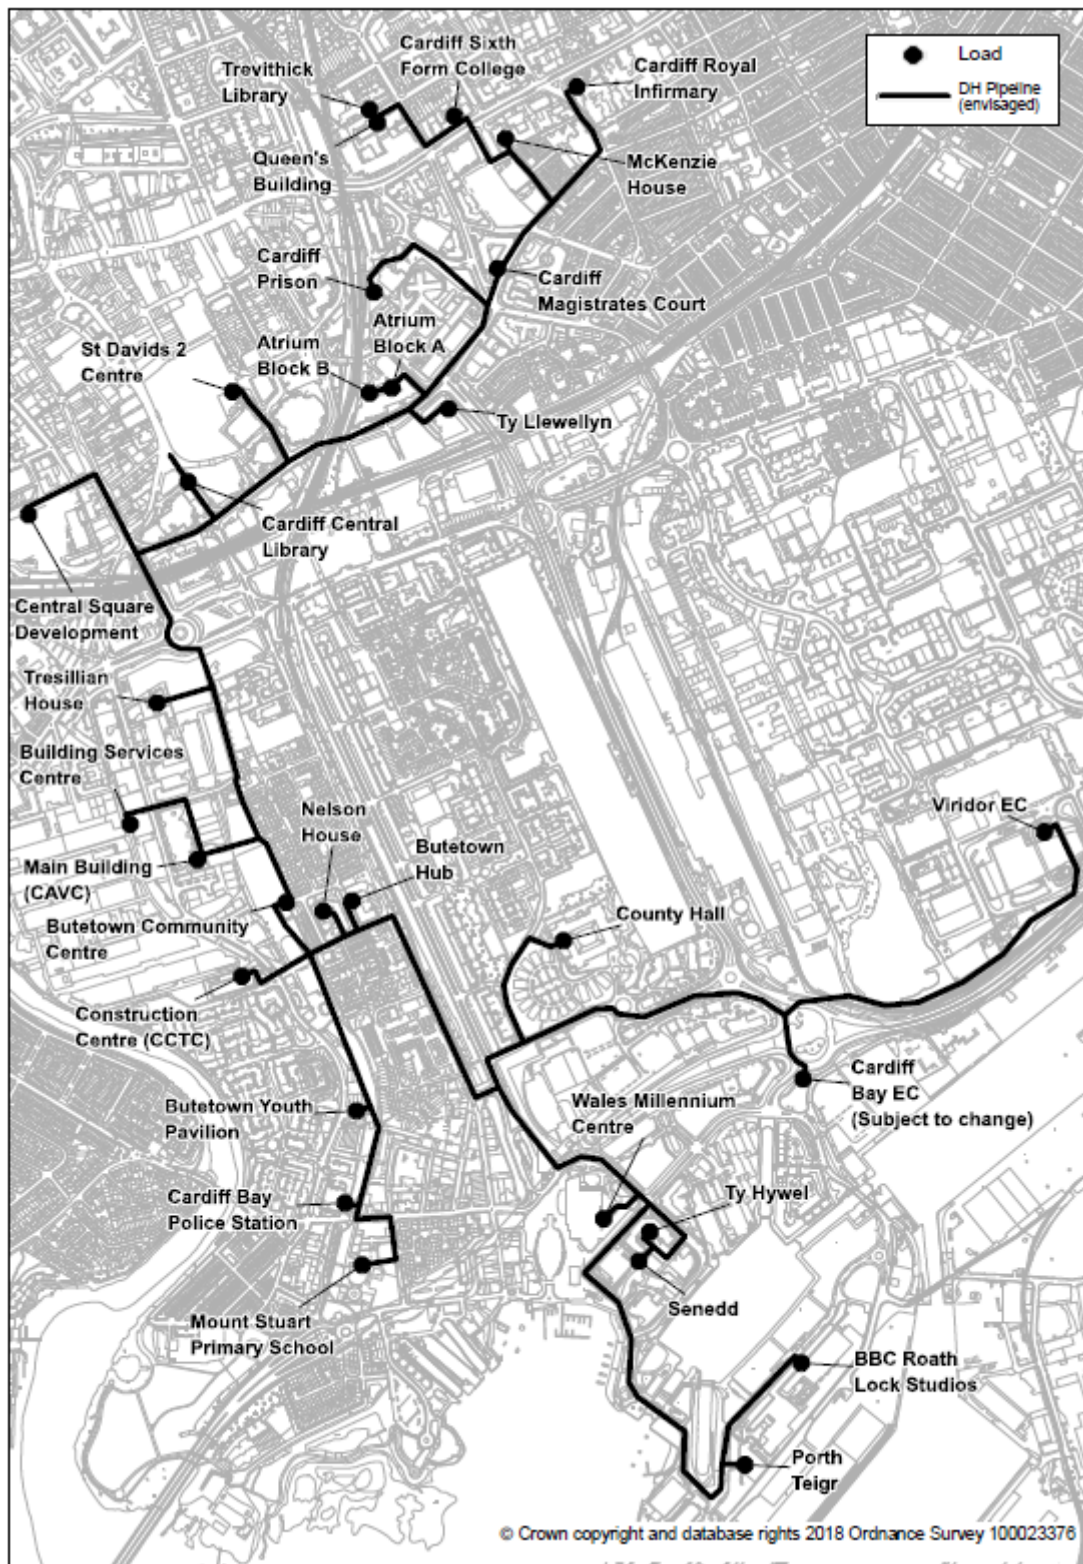 Cardiff Sixth
Form College
Trevithick
Library
Cardiff Royal
Infirmary
Load
DH Pipeline
(envisaged)
Queen's
Building
McKenzie
House
Cardiff
Prison
Cardiff
Magistrates Court
Atrium
Block A
Atrium
Block B
St Davids 2
Centre
Ty Llewellyn
Cardiff Central
Library
Central Square
Development
Tresillian
House
Building Services
Centre
Nelson
House
Viridor EC
Butetown
Hub
Main Building
(CAVC)
County Hall
Butetown Community
Centre
Construction
Centre (CCTC)
Cardiff
Bay EC
(Subject to change)
Wales Millennium
Centre
Butetown Youth
Pavilion
Ty Hywel
Cardiff Bay
Police Station
Senedd
Mount Stuart
Primary School
BBC Roath
Lock Studios
Porth
Teigr
© Crown copyright and database rights 2018 Ordnance Survey 100023376